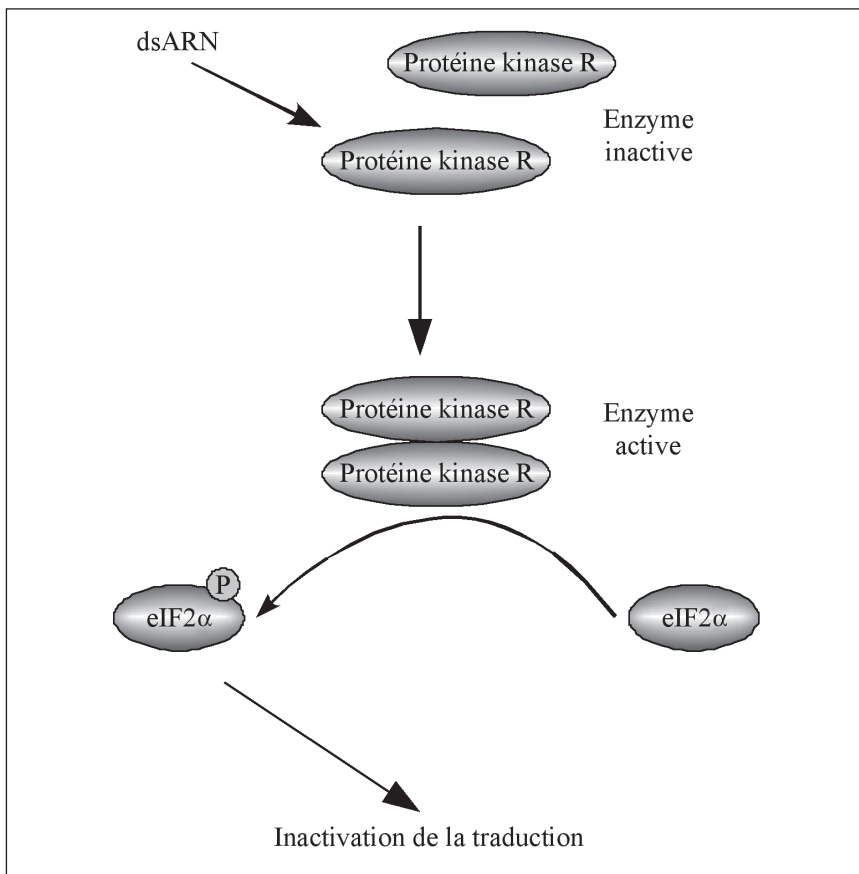 dsARN
Protéine kinase R
Enzyme
inactive
Protéine kinase R
Protéine kinase R
Enzyme
active
Protéine kinase R
P
eIF2α
eIF2α
Inactivation de la traduction